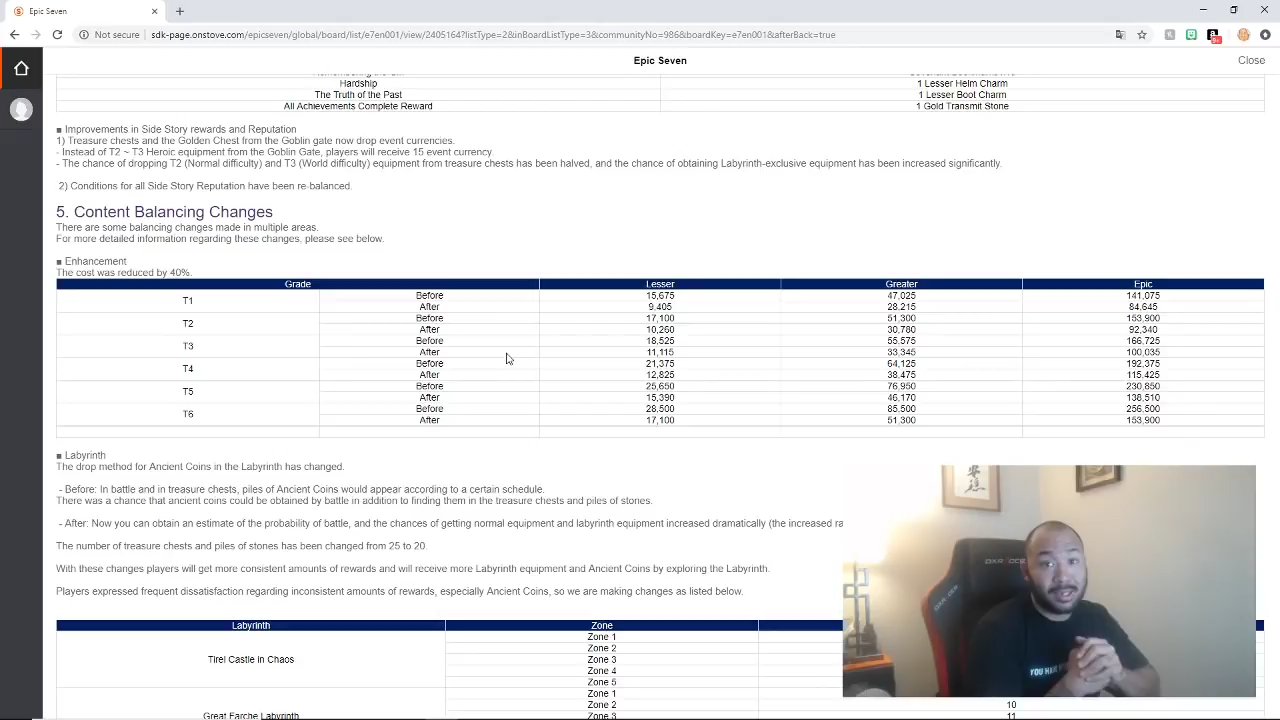 Epic Seven
Not secure | sdk-page.onstove.com/epicseven/global/board/list/e7en001/view/2405164?listType=2&inBoardListType=3&communityNo=986&boardKey=e7en001&afterBack=true
Epic Seven
Close
Hardship 1 Lesser Helm Charm
The Truth of the Past 1 Lesser Boot Charm
All Achievements Complete Reward 1 Gold Transmit Stone
■ Improvements in Side Story rewards and Reputation
1) Treasure chests and the Golden Chest from the Goblin gate now drop event currencies.
- Instead of T2 ~ T3 Heroic equipment from the Goblin Gate, players will receive 15 event currency.
- The chance of dropping T2 (Normal difficulty) and T3 (World difficulty) equipment from treasure chests has been halved, and the chance of obtaining Labyrinth-exclusive equipment has been increased significantly.
2) Conditions for all Side Story Reputation have been re-balanced.
5. Content Balancing Changes
There are some balancing changes made in multiple areas.
For more detailed information regarding these changes, please see below.
■ Enhancement
The cost was reduced by 40%.
Grade Lesser Greater Epic
T1 Before 15,675 47,025 141,075
After 9,405 28,215 84,645
T2 Before 17,100 51,300 153,900
After 10,260 30,780 92,340
T3 Before 18,525 55,575 166,725
After 11,115 33,345 100,035
T4 Before 21,375 64,125 192,375
After 12,825 38,475 115,425
T5 Before 25,650 76,950 230,850
After 15,390 46,170 138,510
T6 Before 28,500 85,500 256,500
After 17,100 51,300 153,900
■ Labyrinth
The drop method for Ancient Coins in the Labyrinth has changed.
- Before: In battle and in treasure chests, piles of Ancient Coins would appear according to a certain schedule.
There was a chance that ancient coins could be obtained by battle in addition to finding them in the treasure chests and piles of stones.
- After: Now you can obtain an estimate of the probability of battle, and the chances of getting normal equipment and labyrinth equipment increased dramatically (the increased ra
The number of treasure chests and piles of stones has been changed from 25 to 20.
With these changes players will get more consistent amounts of rewards and will receive more Labyrinth equipment and Ancient Coins by exploring the Labyrinth.
Players expressed frequent dissatisfaction regarding inconsistent amounts of rewards, especially Ancient Coins, so we are making changes as listed below.
Labyrinth Zone
Tirel Castle in Chaos
Zone 1
Zone 2
Zone 3
Zone 4
Zone 5
Zone 1
Zone 2 10
Great Farche Labyrinth Zone 3 11
YOU HAVE